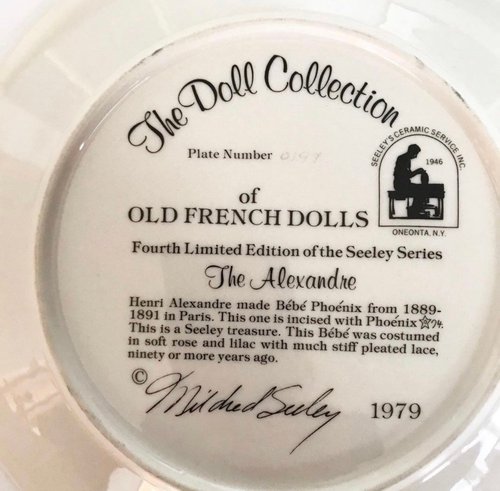 The Doll Collection
Plate Number
SEELEY'S CERAMIC SERVICE INC.
1946
ONEONTA, N.Y.
of
OLD FRENCH DOLLS
Fourth Limited Edition of the Seeley Series
The Alexandre
Henri Alexandre made Bébé Phoénix from 1889-
1891 in Paris. This one is incised with Phoénix
This is a Seeley treasure. This Bébé was costumed
in soft rose and lilac with much stiff pleated lace,
ninety or more years ago.
© Mildred Seeley 1979